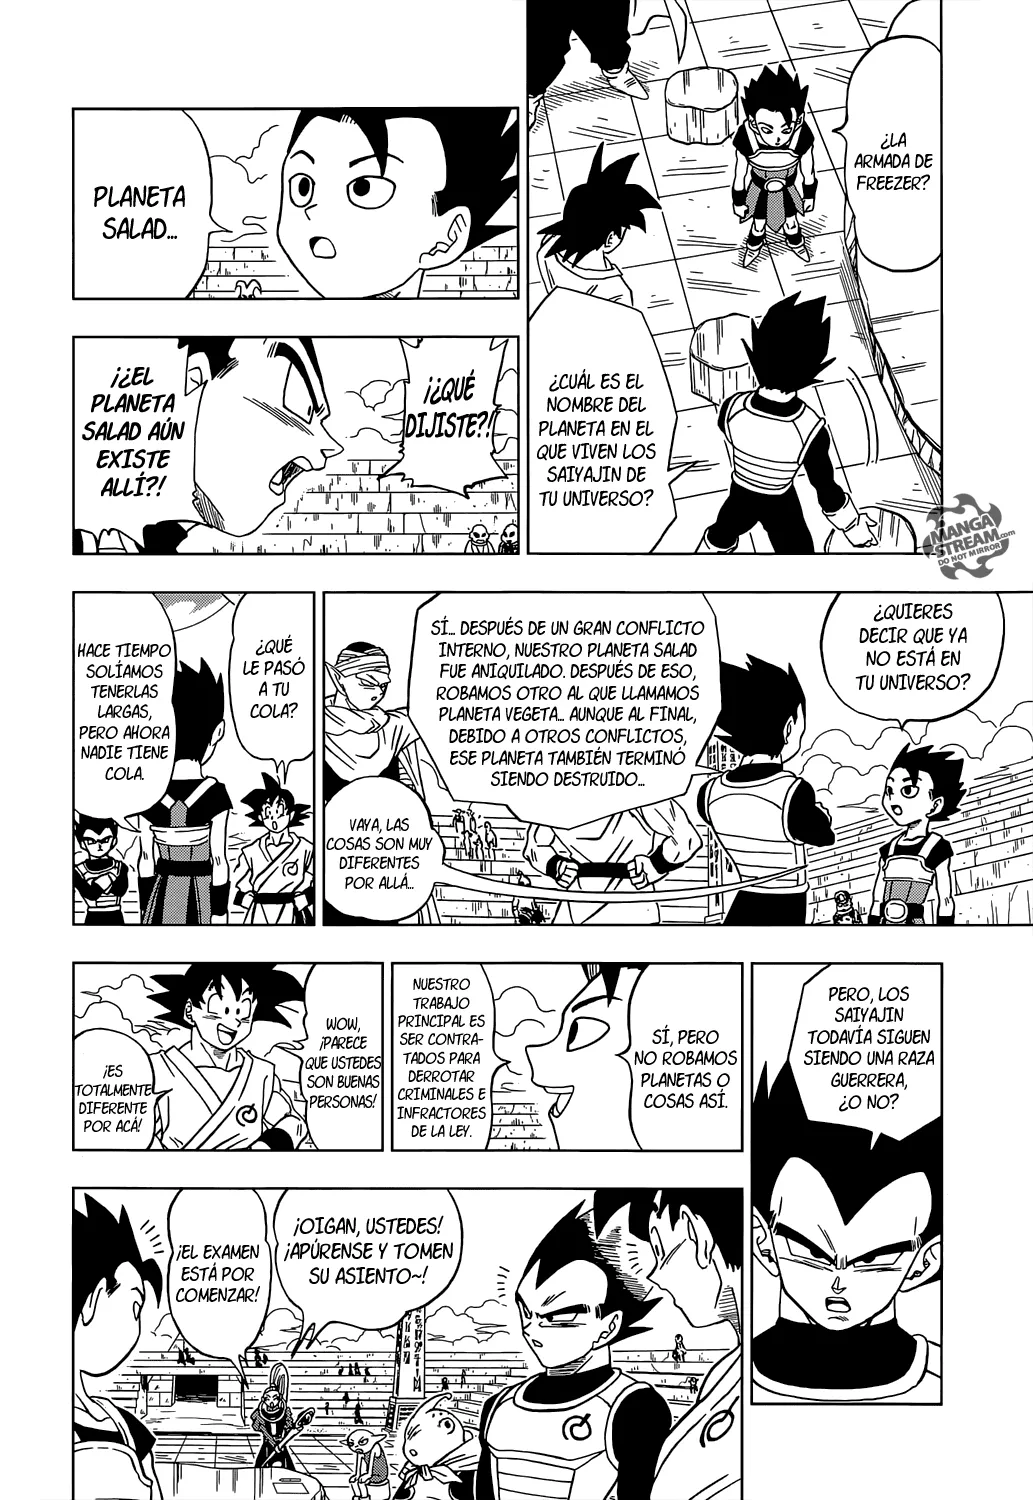 ¿LA
ARMADA DE
FREEZER?
¿CUÁL ES EL
NOMBRE DEL
PLANETA EN EL
QUE VIVEN LOS
SAIYAJIN DE
TU UNIVERSO?
PLANETA
SALAD...
¡¿QUÉ
DIJISTE?!
¡¿EL
PLANETA
SALAD AÚN
EXISTE
ALLÍ?!
MANGA
STREAM.com
DO NOT MIRROR
¿QUIERES
DECIR QUE YA
NO ESTÁ EN
TU UNIVERSO?
SÍ... DESPUÉS DE UN GRAN CONFLICTO
INTERNO, NUESTRO PLANETA SALAD
FUE ANIQUILADO. DESPUÉS DE ESO,
ROBAMOS OTRO AL QUE LLAMAMOS
PLANETA VEGETA... AUNQUE AL FINAL,
DEBIDO A OTROS CONFLICTOS,
ESE PLANETA TAMBIÉN TERMINÓ
SIENDO DESTRUIDO...
VAYA, LAS
COSAS SON MUY
DIFERENTES
POR ALLÁ...
¿QUÉ
LE PASÓ
A TU
COLA?
HACE TIEMPO
SOLÍAMOS
TENERLAS
LARGAS,
PERO AHORA
NADIE TIENE
COLA.
PERO, LOS
SAIYAJIN
TODAVÍA SIGUEN
SIENDO UNA RAZA
GUERRERA,
¿O NO?
SÍ, PERO
NO ROBAMOS
PLANETAS O
COSAS ASÍ.
NUESTRO
TRABAJO
PRINCIPAL ES
SER CONTRA-
TADOS PARA
DERROTAR
CRIMINALES E
INFRACTORES
DE LA LEY.
WOW,
¡PARECE
QUE USTEDES
SON BUENAS
PERSONAS!
¡ES
TOTALMENTE
DIFERENTE
POR ACÁ!
¡OIGAN, USTEDES!
¡APÚRENSE Y TOMEN
SU ASIENTO~!
¡EL EXAMEN
ESTÁ POR
COMENZAR!